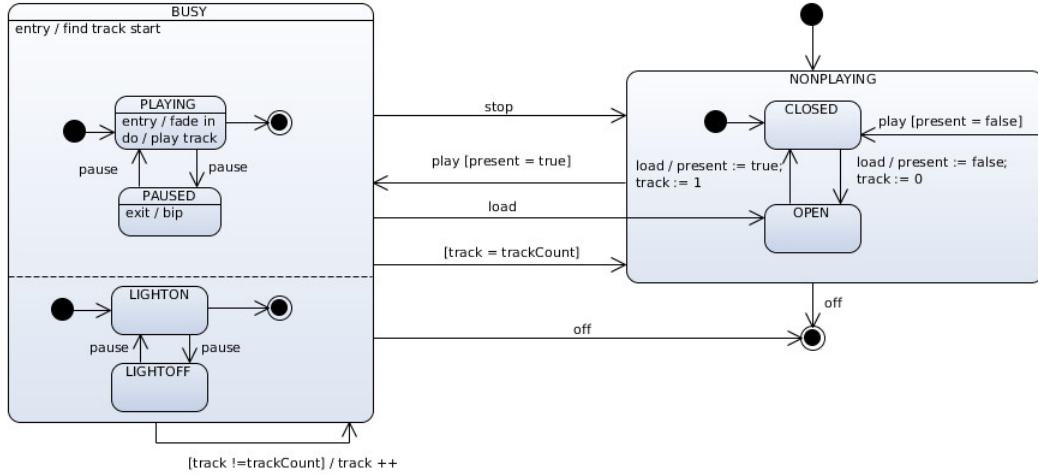 BUSY
entry / find track start
PLAYING
entry / fade in
do / play track
pause
pause
PAUSED
exit / bip
LIGHTON
pause
pause
LIGHTOFF
[track !=trackCount] / track ++
stop
play [present = true]
load
[track = trackCount]
off
NONPLAYING
CLOSED
play [present = false]
load / present := true;
track := 1
load / present := false;
track := 0
OPEN
off